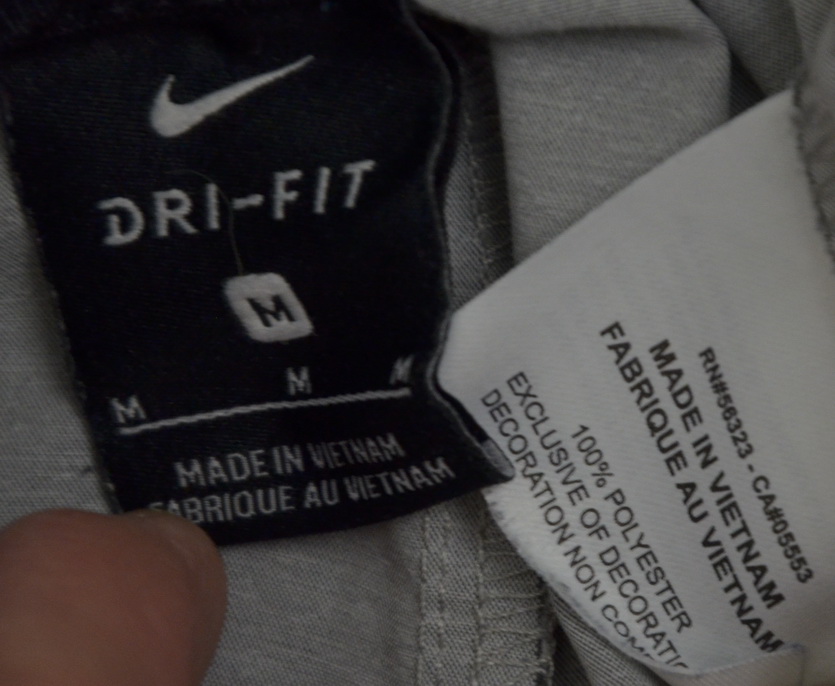 DRI-FIT
M
M M M
MADE IN VIETNAM
FABRIQUE AU VIETNAM
RN#56323 - CA#05553
MADE IN VIETNAM
FABRIQUE AU VIETNAM
100% POLYESTER
EXCLUSIVE OF
DECORATION NON